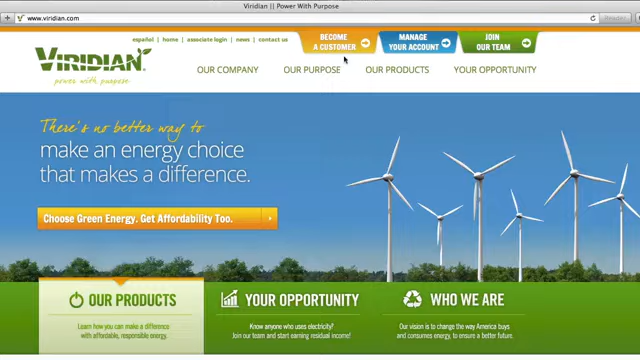 Viridian || Power With Purpose
www.viridian.com
Reader
español | home | associate login | news | contact us
BECOME
A CUSTOMER
MANAGE
YOUR ACCOUNT
JOIN
OUR TEAM
VIRIDIAN
power with purpose
OUR COMPANY
OUR PURPOSE
OUR PRODUCTS
YOUR OPPORTUNITY
There's no better way to
make an energy choice
that makes a difference.
Choose Green Energy. Get Affordability Too.
OUR PRODUCTS
Learn how you can make a difference
with affordable, responsible energy.
YOUR OPPORTUNITY
Know anyone who uses electricity?
Join our team and start earning residual income!
WHO WE ARE
Our vision is to change the way America buys
and consumes energy, to ensure a better future.